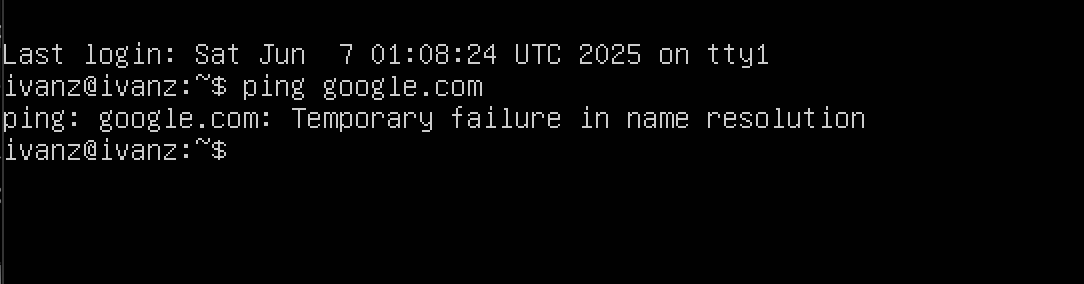 Last login: Sat Jun  7 01:08:24 UTC 2025 on tty1
ivanz@ivanz:~$ ping google.com
ping: google.com: Temporary failure in name resolution
ivanz@ivanz:~$